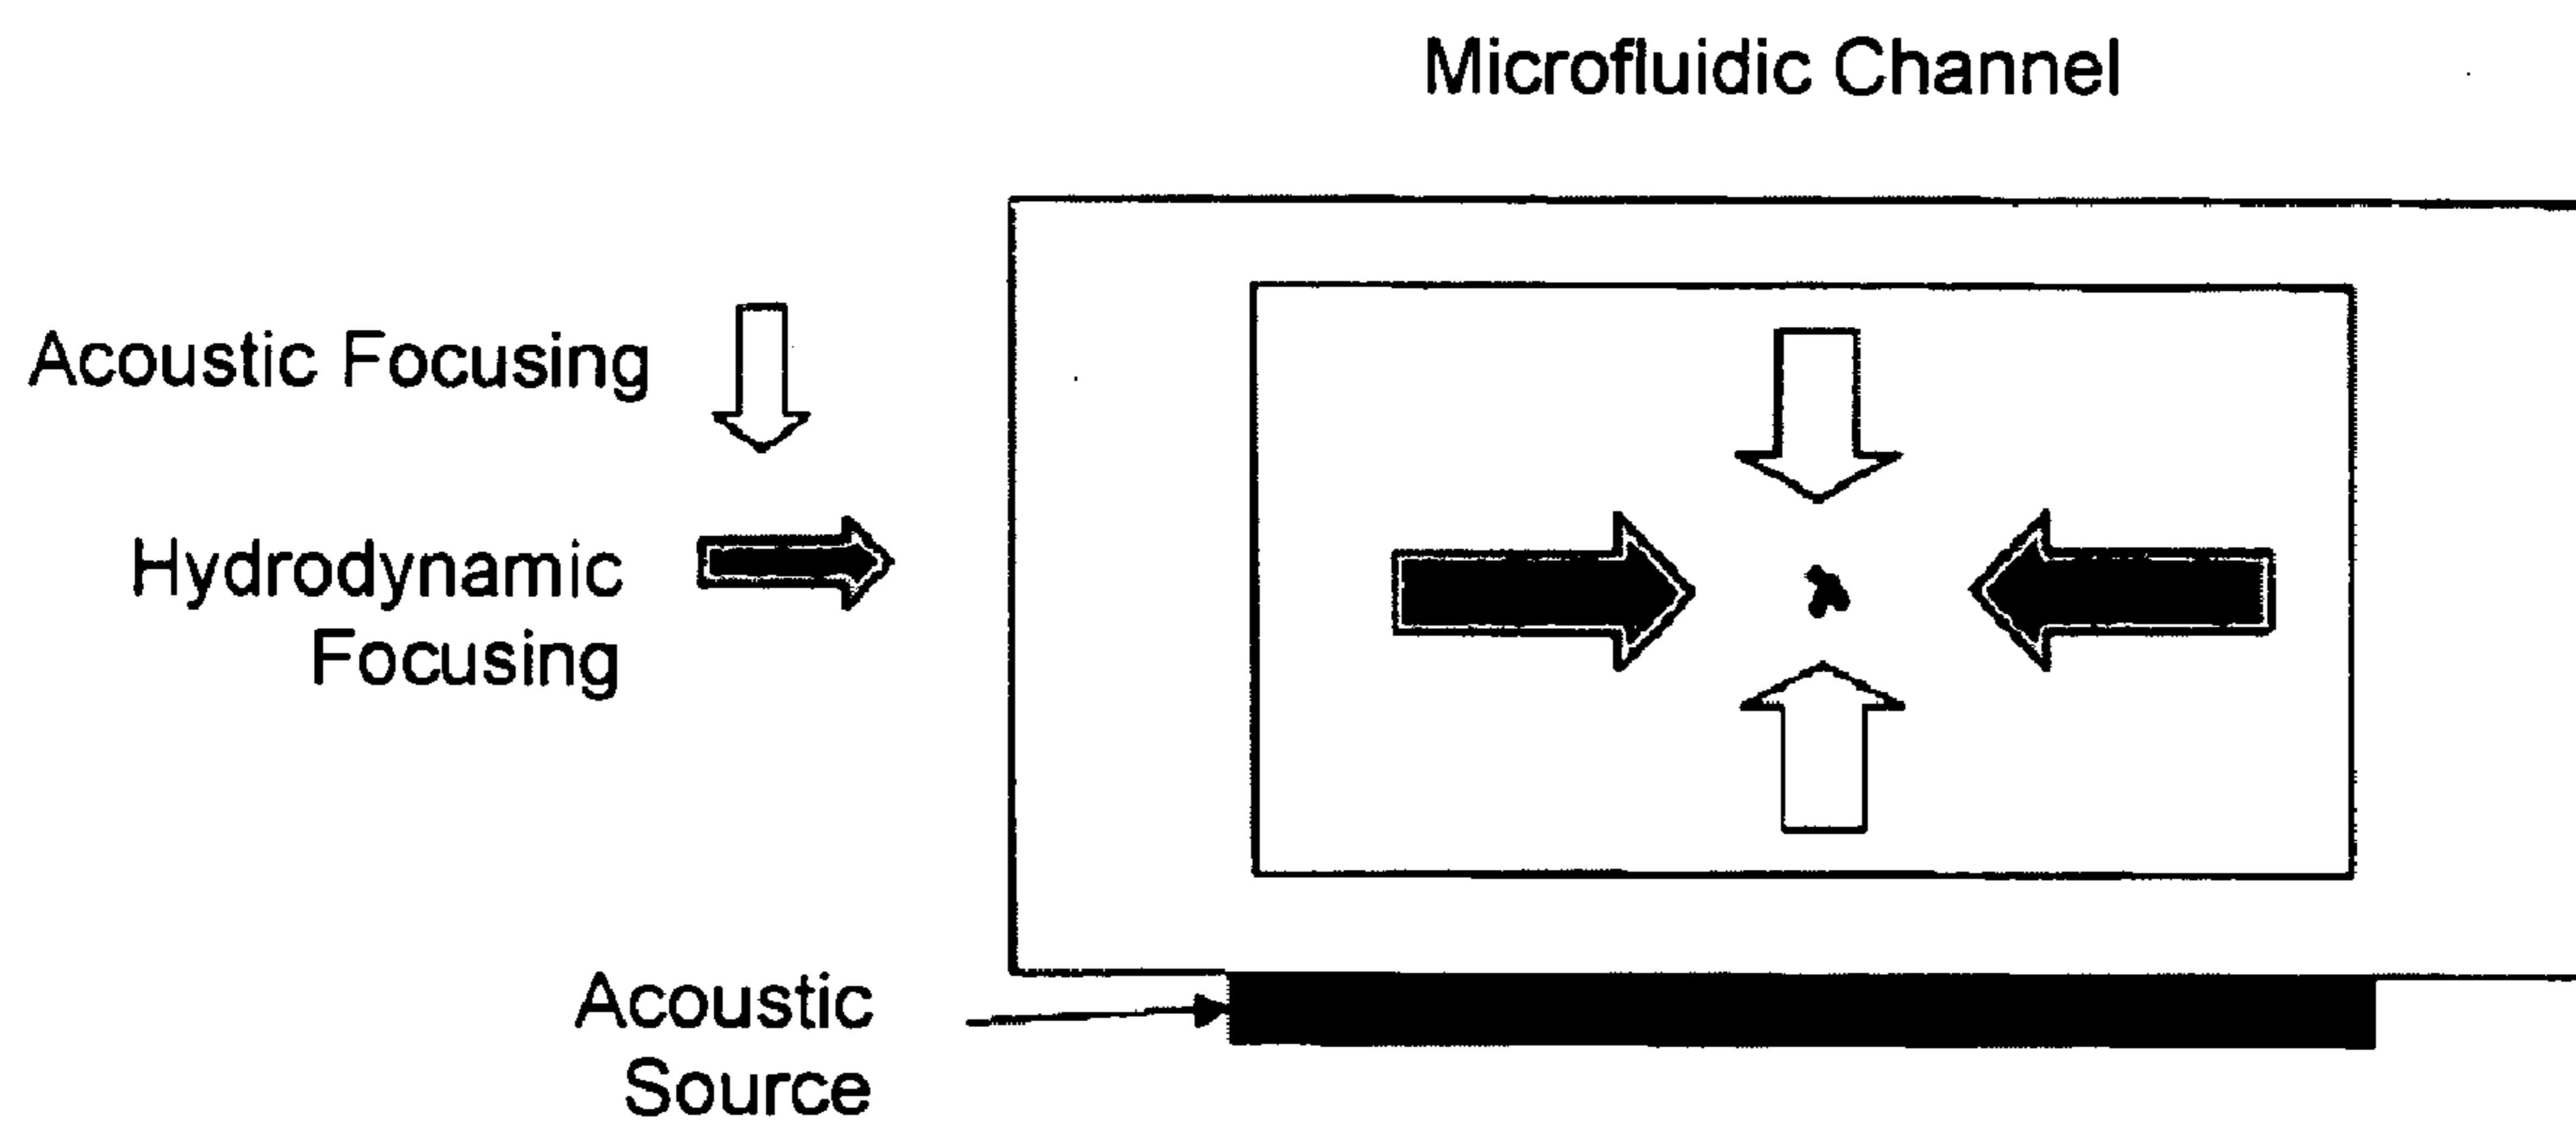 Microfluidic Channel
Acoustic Focusing
Hydrodynamic
Focusing
Acoustic
Source